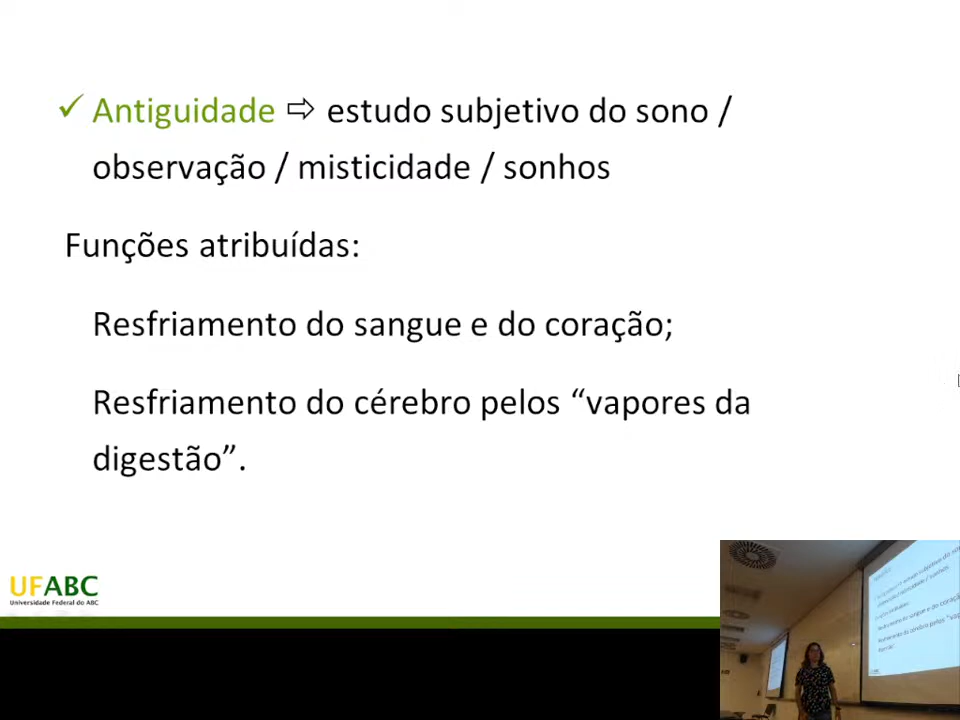 ✓ Antiguidade ⇨ estudo subjetivo do sono /
observação / misticidade / sonhos
Funções atribuídas:
Resfriamento do sangue e do coração;
Resfriamento do cérebro pelos “vapores da
digestão”.
UFABC
Universidade Federal do ABC